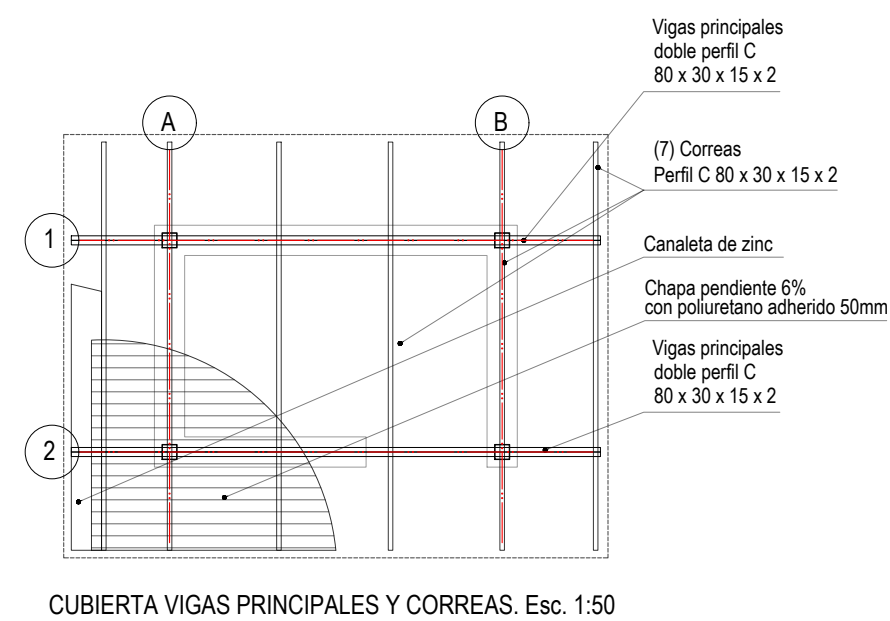 Vigas principales
doble perfil C
80 x 30 x 15 x 2
A
B
(7) Correas
Perfil C 80 x 30 x 15 x 2
1
Canaleta de zinc
Chapa pendiente 6%
con poliuretano adherido 50mm
Vigas principales
doble perfil C
80 x 30 x 15 x 2
2
CUBIERTA VIGAS PRINCIPALES Y CORREAS. Esc. 1:50